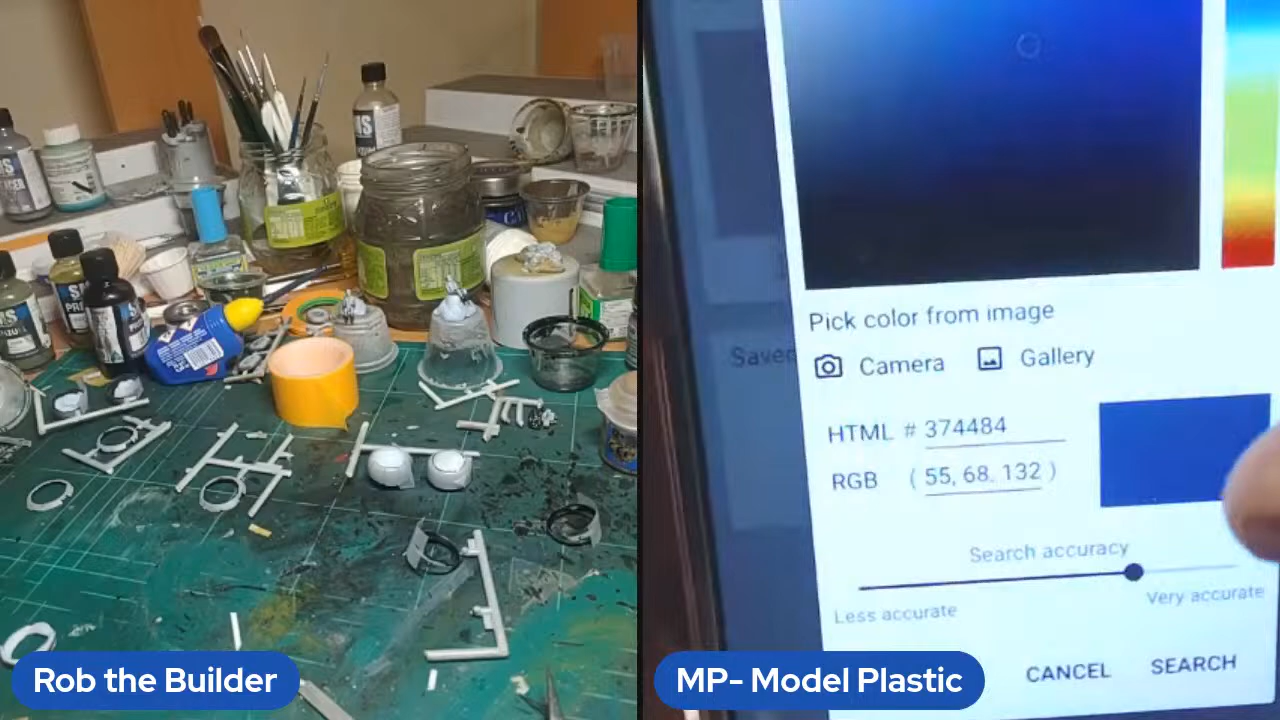 Rob the Builder
Saved
Pick color from image
Camera
Gallery
HTML # 374484
RGB ( 55, 68, 132 )
Search accuracy
Less accurate
Very accurate
CANCEL
SEARCH
MP- Model Plastic